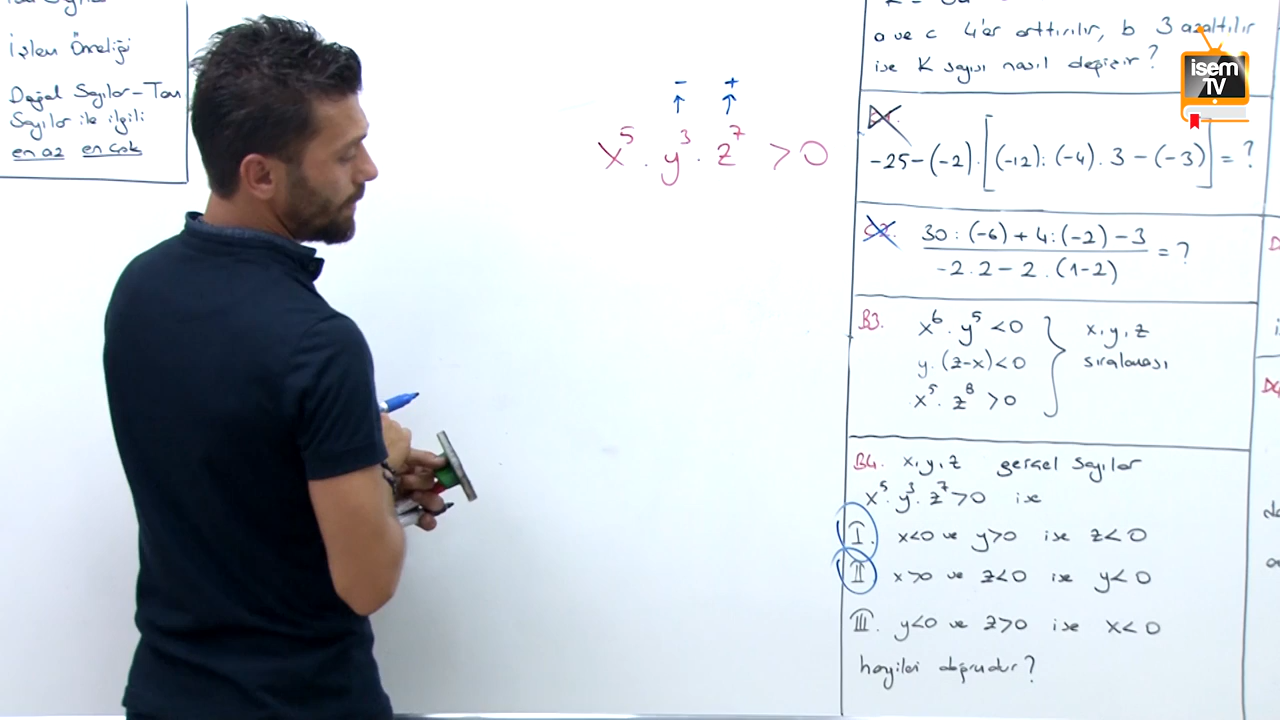 İşlem Önceliği
Doğal Sayılar - Tam
Sayılar ile ilgili
en az en çok
- +
↑ ↑
x⁵ . y³ . z⁷ > 0
a ve c 4'er arttırılır, b 3 azaltılır
ise K sayısı nasıl değişir?
isem
TV
-25-(-2).[(-12):(-4).3-(-3)] = ?
30:(-6)+4:(-2)-3
-2.2-2.(1-2) = ?
B3. x⁶ . y⁵ < 0
y.(z-x) < 0
x⁵ . z⁸ > 0
x, y, z
sıralaması
B4. x, y, z gerçel sayılar
x⁵ . y³ . z⁷ > 0 ise
I. x<0 ve y>0 ise z<0
II x>0 ve z<0 ise y<0
III. y<0 ve z>0 ise x<0
hangileri doğrudur?